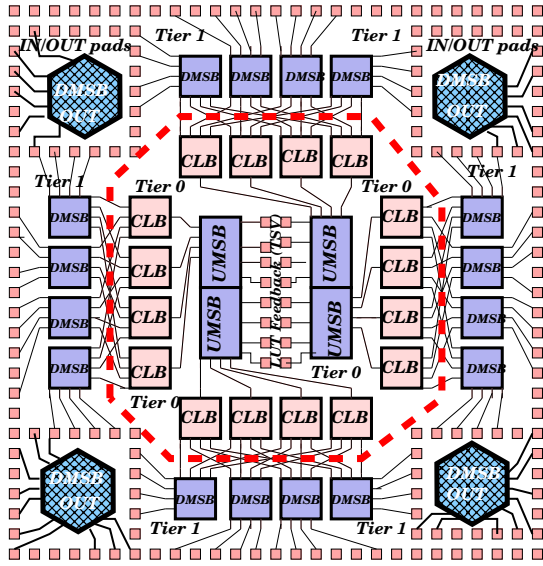 IN/OUT pads
Tier 1
Tier 1
IN/OUT pads
DMSB
OUT
DMSB DMSB DMSB DMSB
DMSB
OUT
CLB CLB CLB CLB
Tier 1
Tier 0
Tier 0
Tier 1
DMSB
CLB
CLB
DMSB
DMSB
CLB
UMSB
UMSB
CLB
DMSB
LUT Feedback (TSV)
DMSB
CLB
UMSB
UMSB
CLB
DMSB
DMSB
CLB
CLB
DMSB
Tier 0
Tier 0
CLB CLB CLB CLB
DMSB
OUT
DMSB DMSB DMSB DMSB
DMSB
OUT
Tier 1
Tier 1